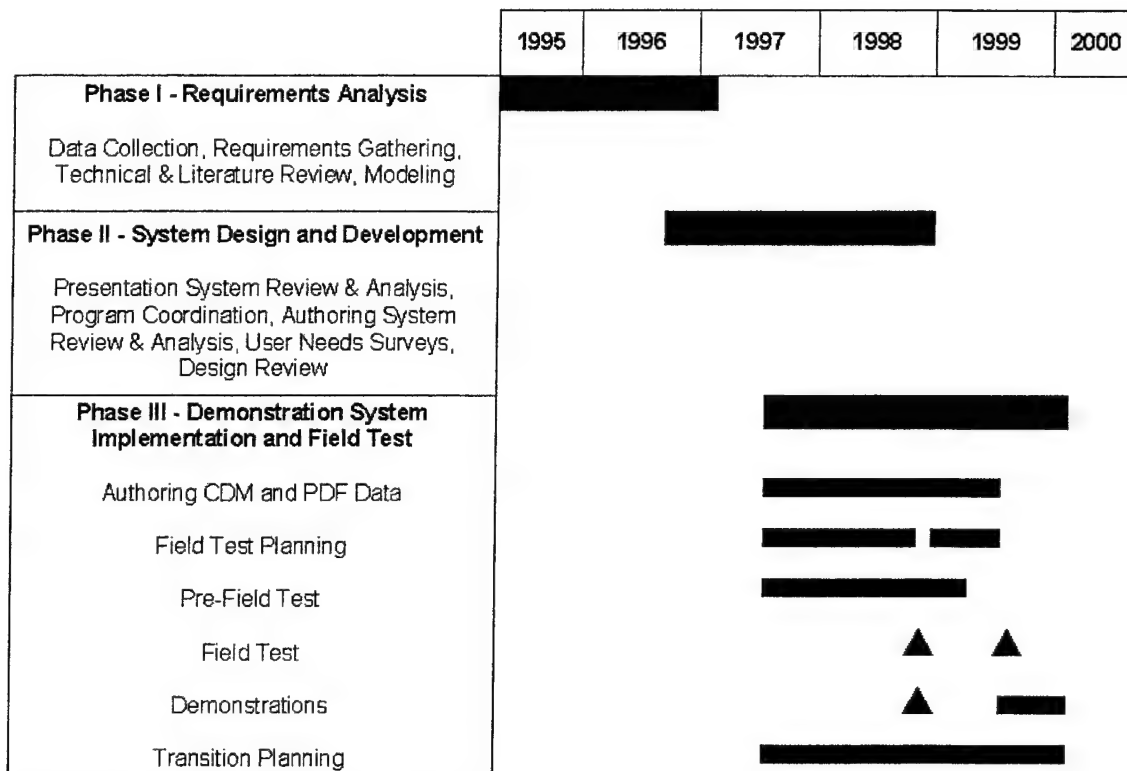 1995 1996 1997 1998 1999 2000
Phase I - Requirements Analysis
Data Collection, Requirements Gathering,
Technical & Literature Review, Modeling
Phase II - System Design and Development
Presentation System Review & Analysis,
Program Coordination, Authoring System
Review & Analysis, User Needs Surveys,
Design Review
Phase III - Demonstration System
Implementation and Field Test
Authoring CDM and PDF Data
Field Test Planning
Pre-Field Test
Field Test
Demonstrations
Transition Planning